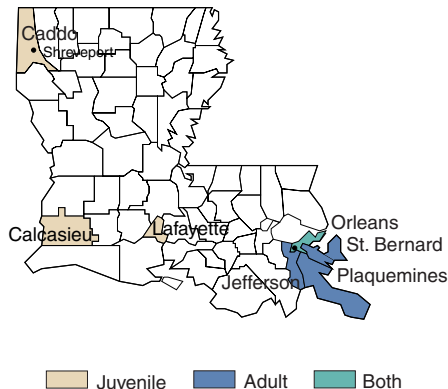 Caddo
Shreveport
Orleans
Calcasieu
Lafayette
St. Bernard
Jefferson
Plaquemines
Juvenile
Adult
Both